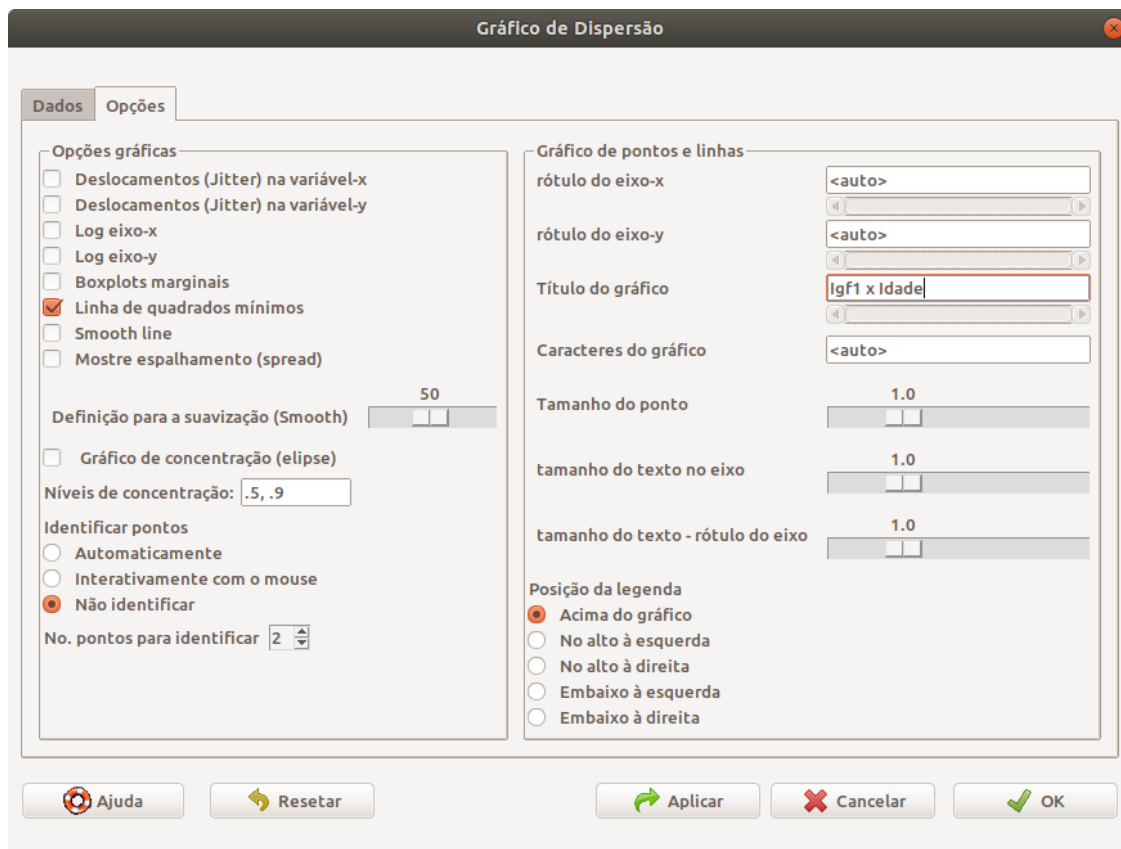 Gráfico de Dispersão
Dados
Opções
Opções gráficas
Deslocamentos (Jitter) na variável-x
Deslocamentos (Jitter) na variável-y
Log eixo-x
Log eixo-y
Boxplots marginais
Linha de quadrados mínimos
Smooth line
Mostre espalhamento (spread)
50
Definição para a suavização (Smooth)
Gráfico de concentração (elipse)
Níveis de concentração: .5, .9
Identificar pontos
Automaticamente
Interativamente com o mouse
Não identificar
No. pontos para identificar 2
Gráfico de pontos e linhas
rótulo do eixo-x <auto>
rótulo do eixo-y <auto>
Título do gráfico Igf1 x Idade
Caracteres do gráfico <auto>
1.0
Tamanho do ponto
1.0
tamanho do texto no eixo
1.0
tamanho do texto - rótulo do eixo
Posição da legenda
Acima do gráfico
No alto à esquerda
No alto à direita
Embaixo à esquerda
Embaixo à direita
Ajuda
Resetar
Aplicar
Cancelar
OK